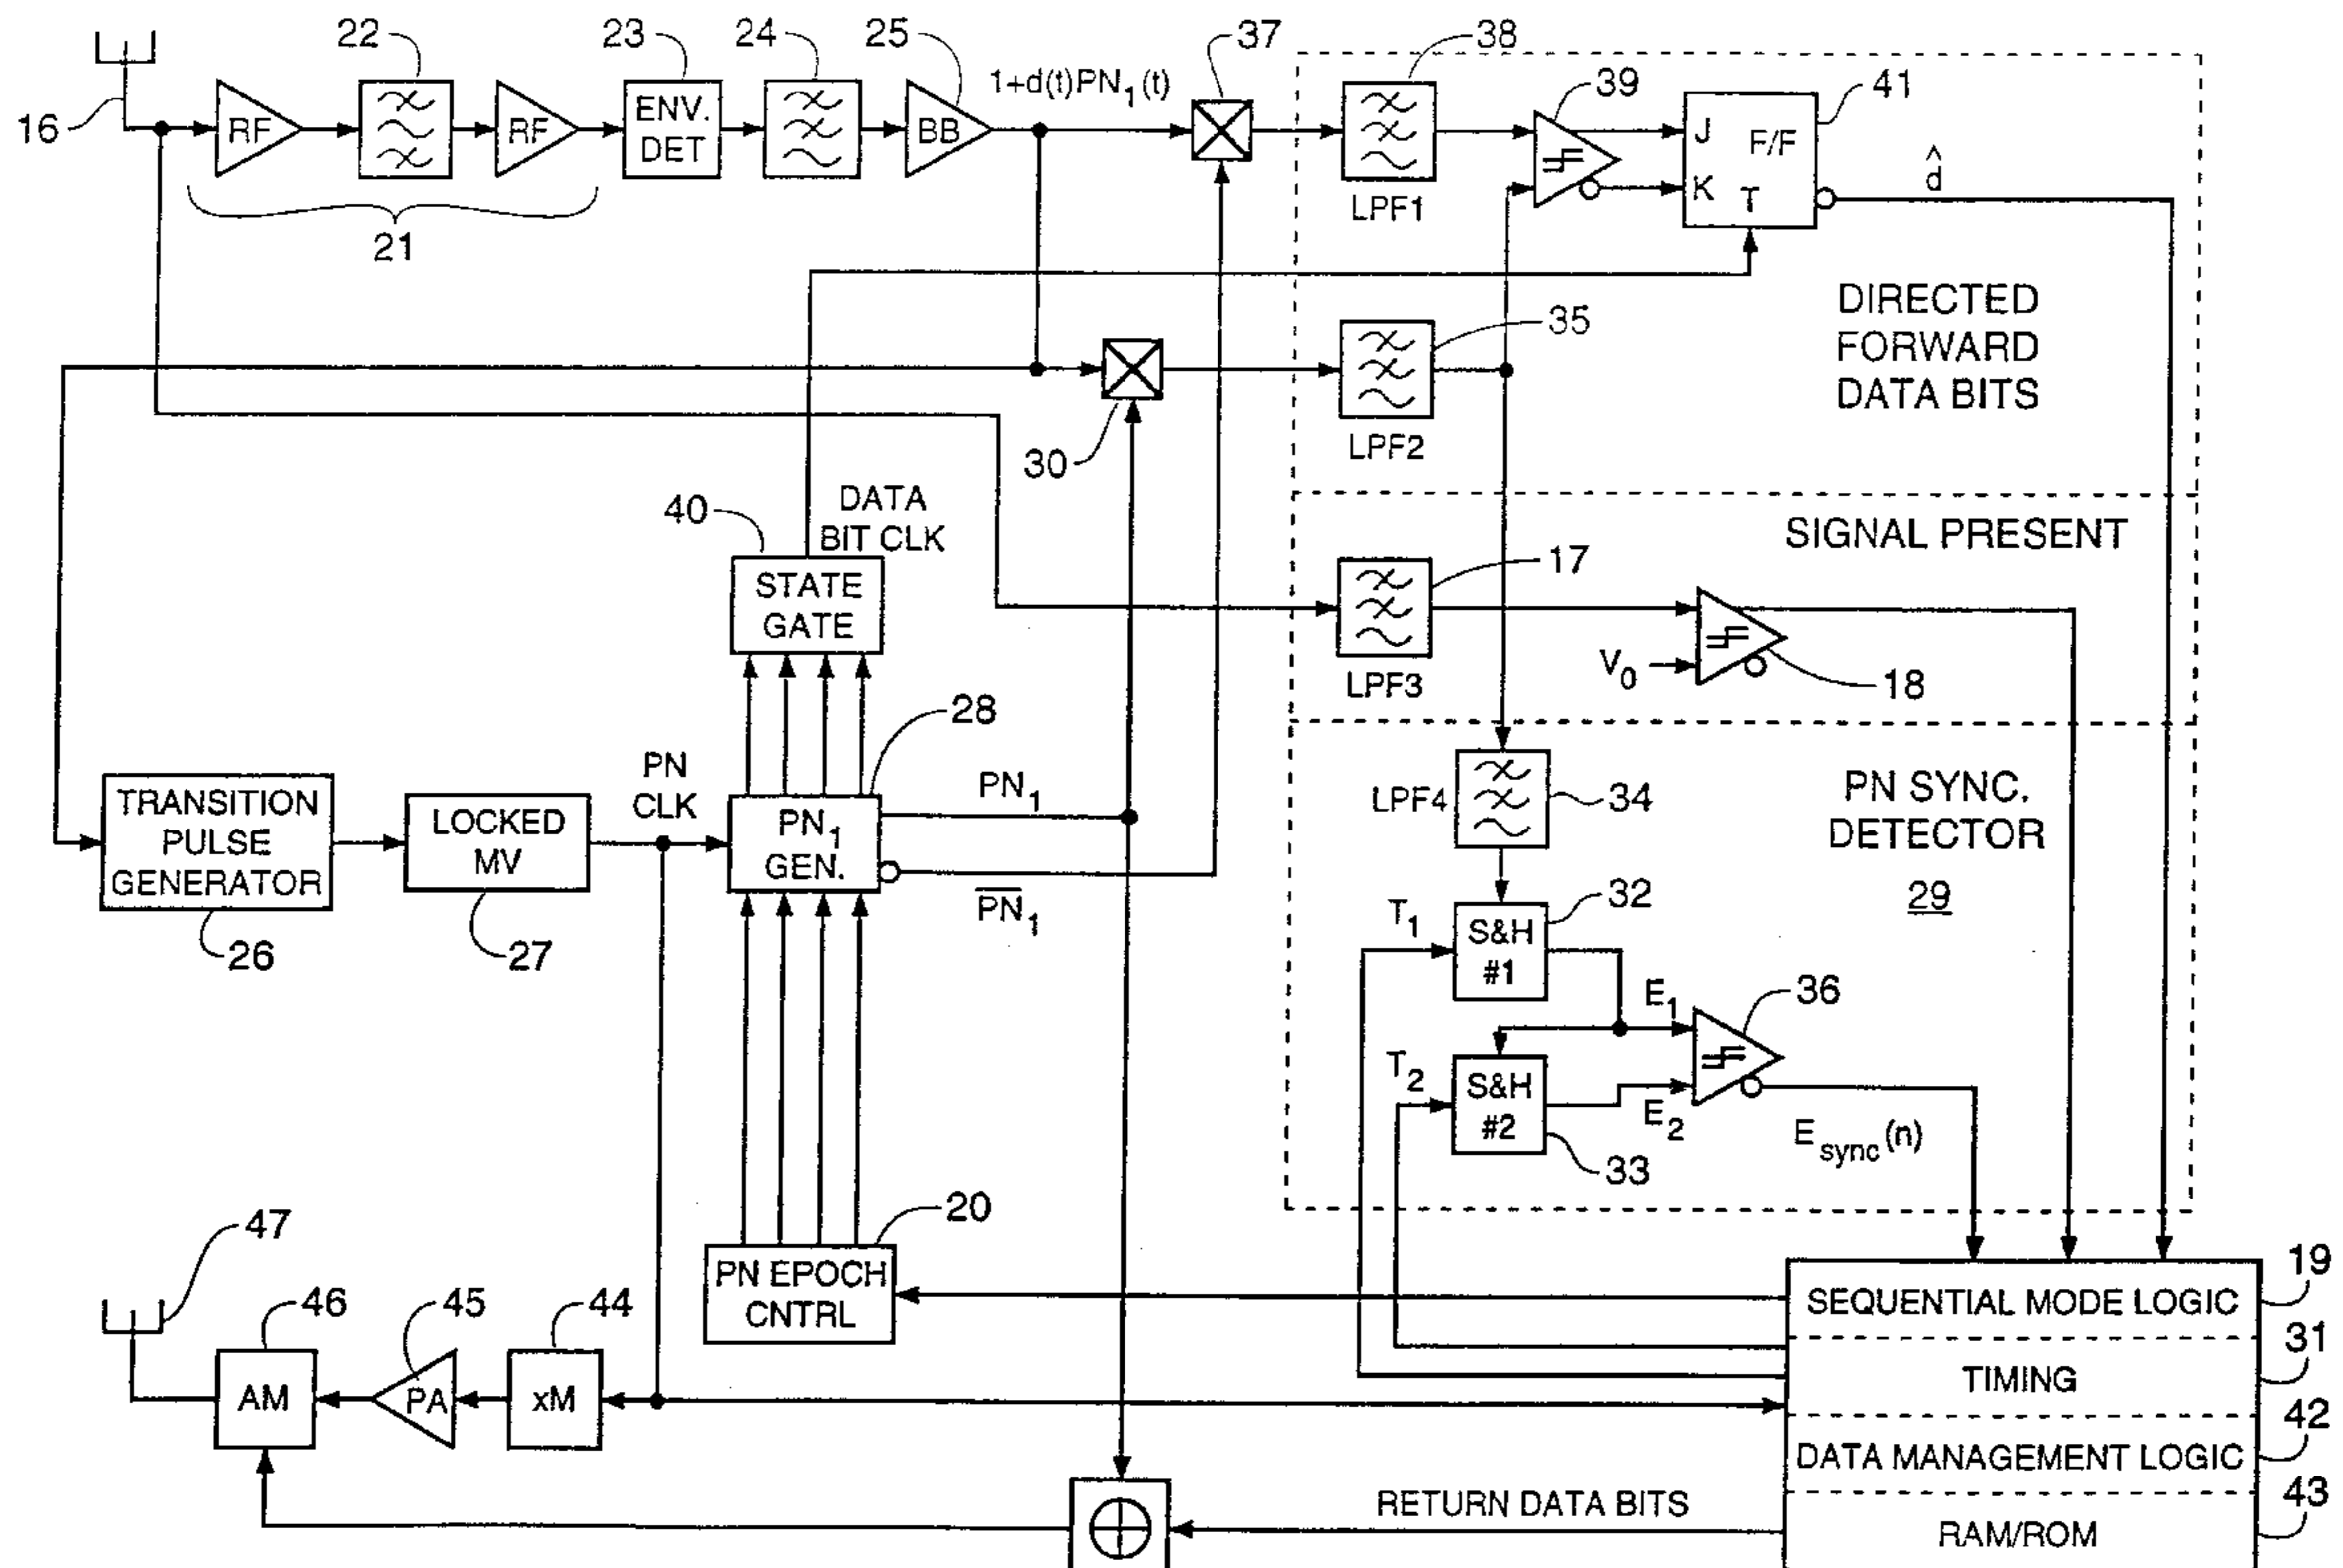 22
23
24
25
37
38
39
41
16
RF
RF
ENV.
DET
BB
1+d(t)PN₁(t)
LPF1
J
K
T
F/F
d̂
21
DIRECTED
FORWARD
DATA BITS
35
LPF2
30
40
DATA
BIT CLK
STATE
GATE
SIGNAL PRESENT
17
LPF3
V₀
18
28
PN
CLK
PN₁
GEN.
PN₁
P̅N̅₁
TRANSITION
PULSE
GENERATOR
26
LOCKED
MV
27
LPF4
34
PN SYNC.
DETECTOR
29
T₁
S&H
#1
32
E₁
36
T₂
S&H
#2
33
E₂
E_sync(n)
20
PN EPOCH
CNTRL
47
46
45
44
AM
PA
xM
SEQUENTIAL MODE LOGIC
19
TIMING
31
DATA MANAGEMENT LOGIC
42
RAM/ROM
43
RETURN DATA BITS